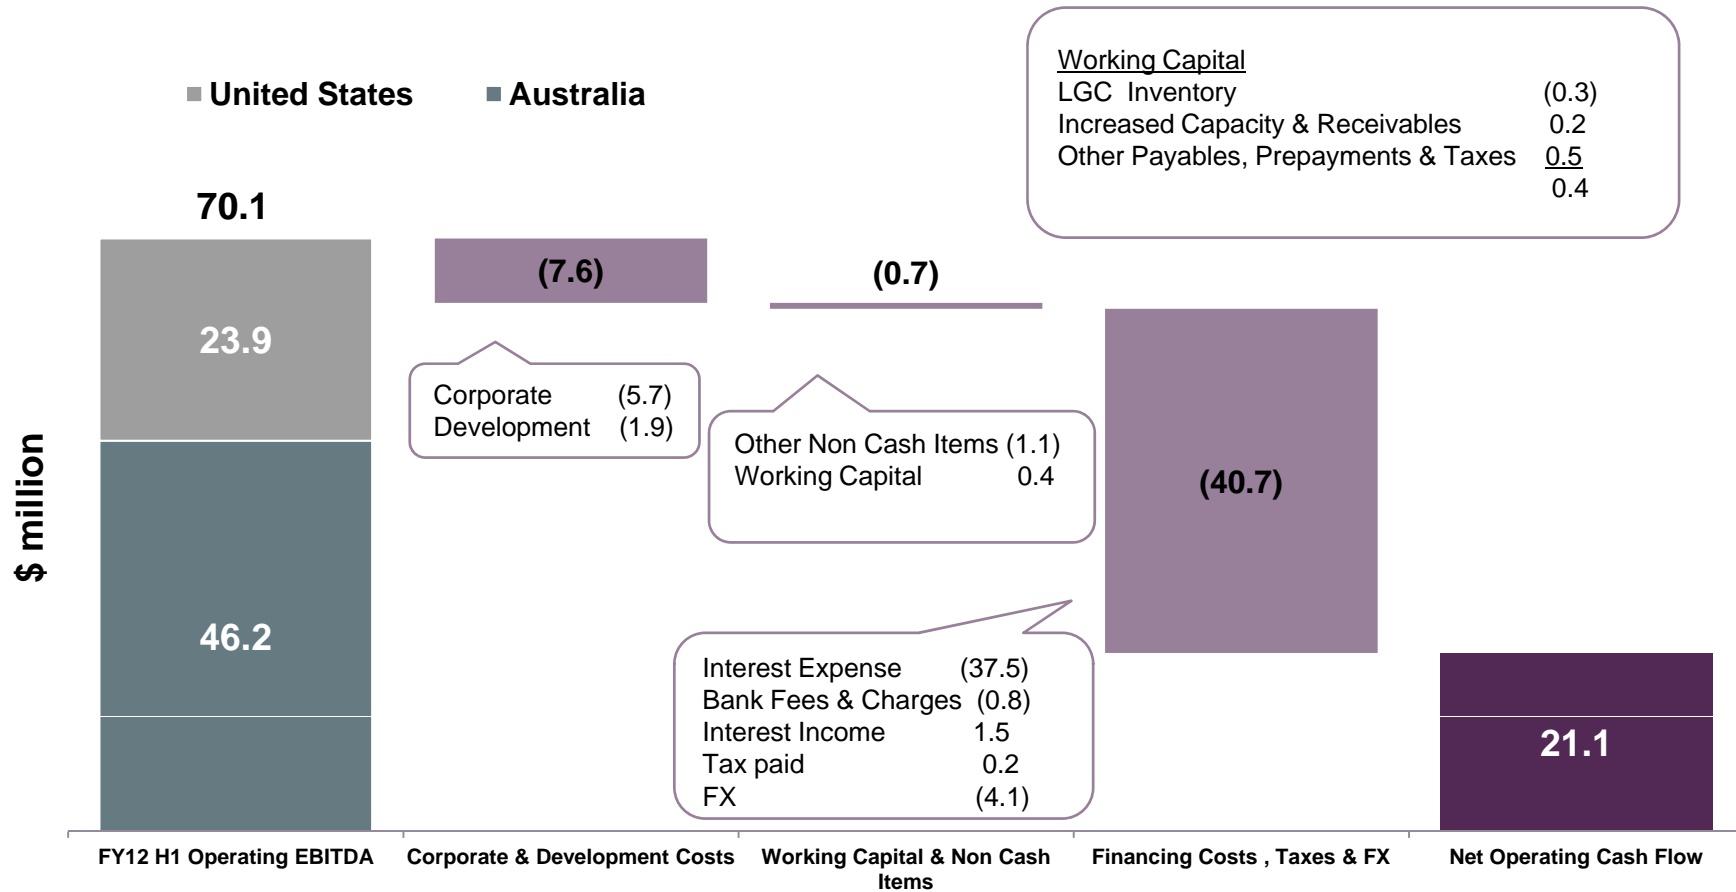 United States Australia
Working Capital
LGC Inventory (0.3)
Increased Capacity & Receivables 0.2
Other Payables, Prepayments & Taxes 0.5
0.4
70.1
(7.6)
(0.7)
23.9
Corporate (5.7)
Development (1.9)
Other Non Cash Items (1.1)
Working Capital 0.4
(40.7)
$ million
46.2
Interest Expense (37.5)
Bank Fees & Charges (0.8)
Interest Income 1.5
Tax paid 0.2
FX (4.1)
21.1
FY12 H1 Operating EBITDA
Corporate & Development Costs
Working Capital & Non Cash
Items
Financing Costs , Taxes & FX
Net Operating Cash Flow